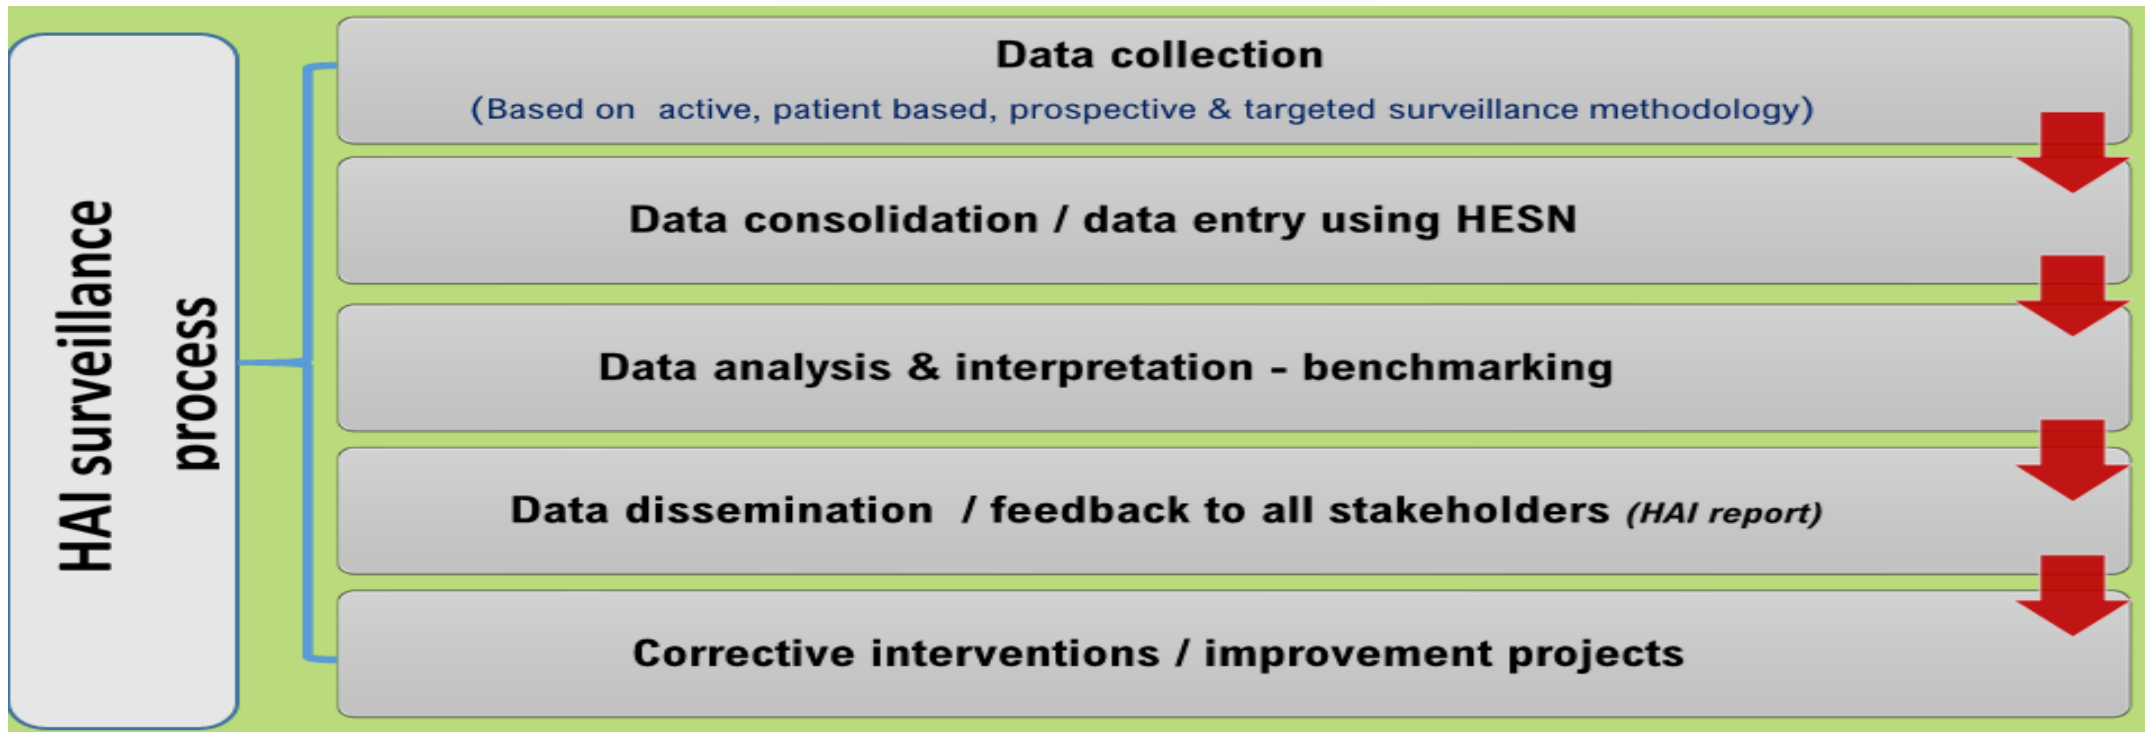 HAI surveillance
process
Data collection
(Based on active, patient based, prospective & targeted surveillance methodology)
Data consolidation / data entry using HESN
Data analysis & interpretation - benchmarking
Data dissemination / feedback to all stakeholders (HAI report)
Corrective interventions / improvement projects